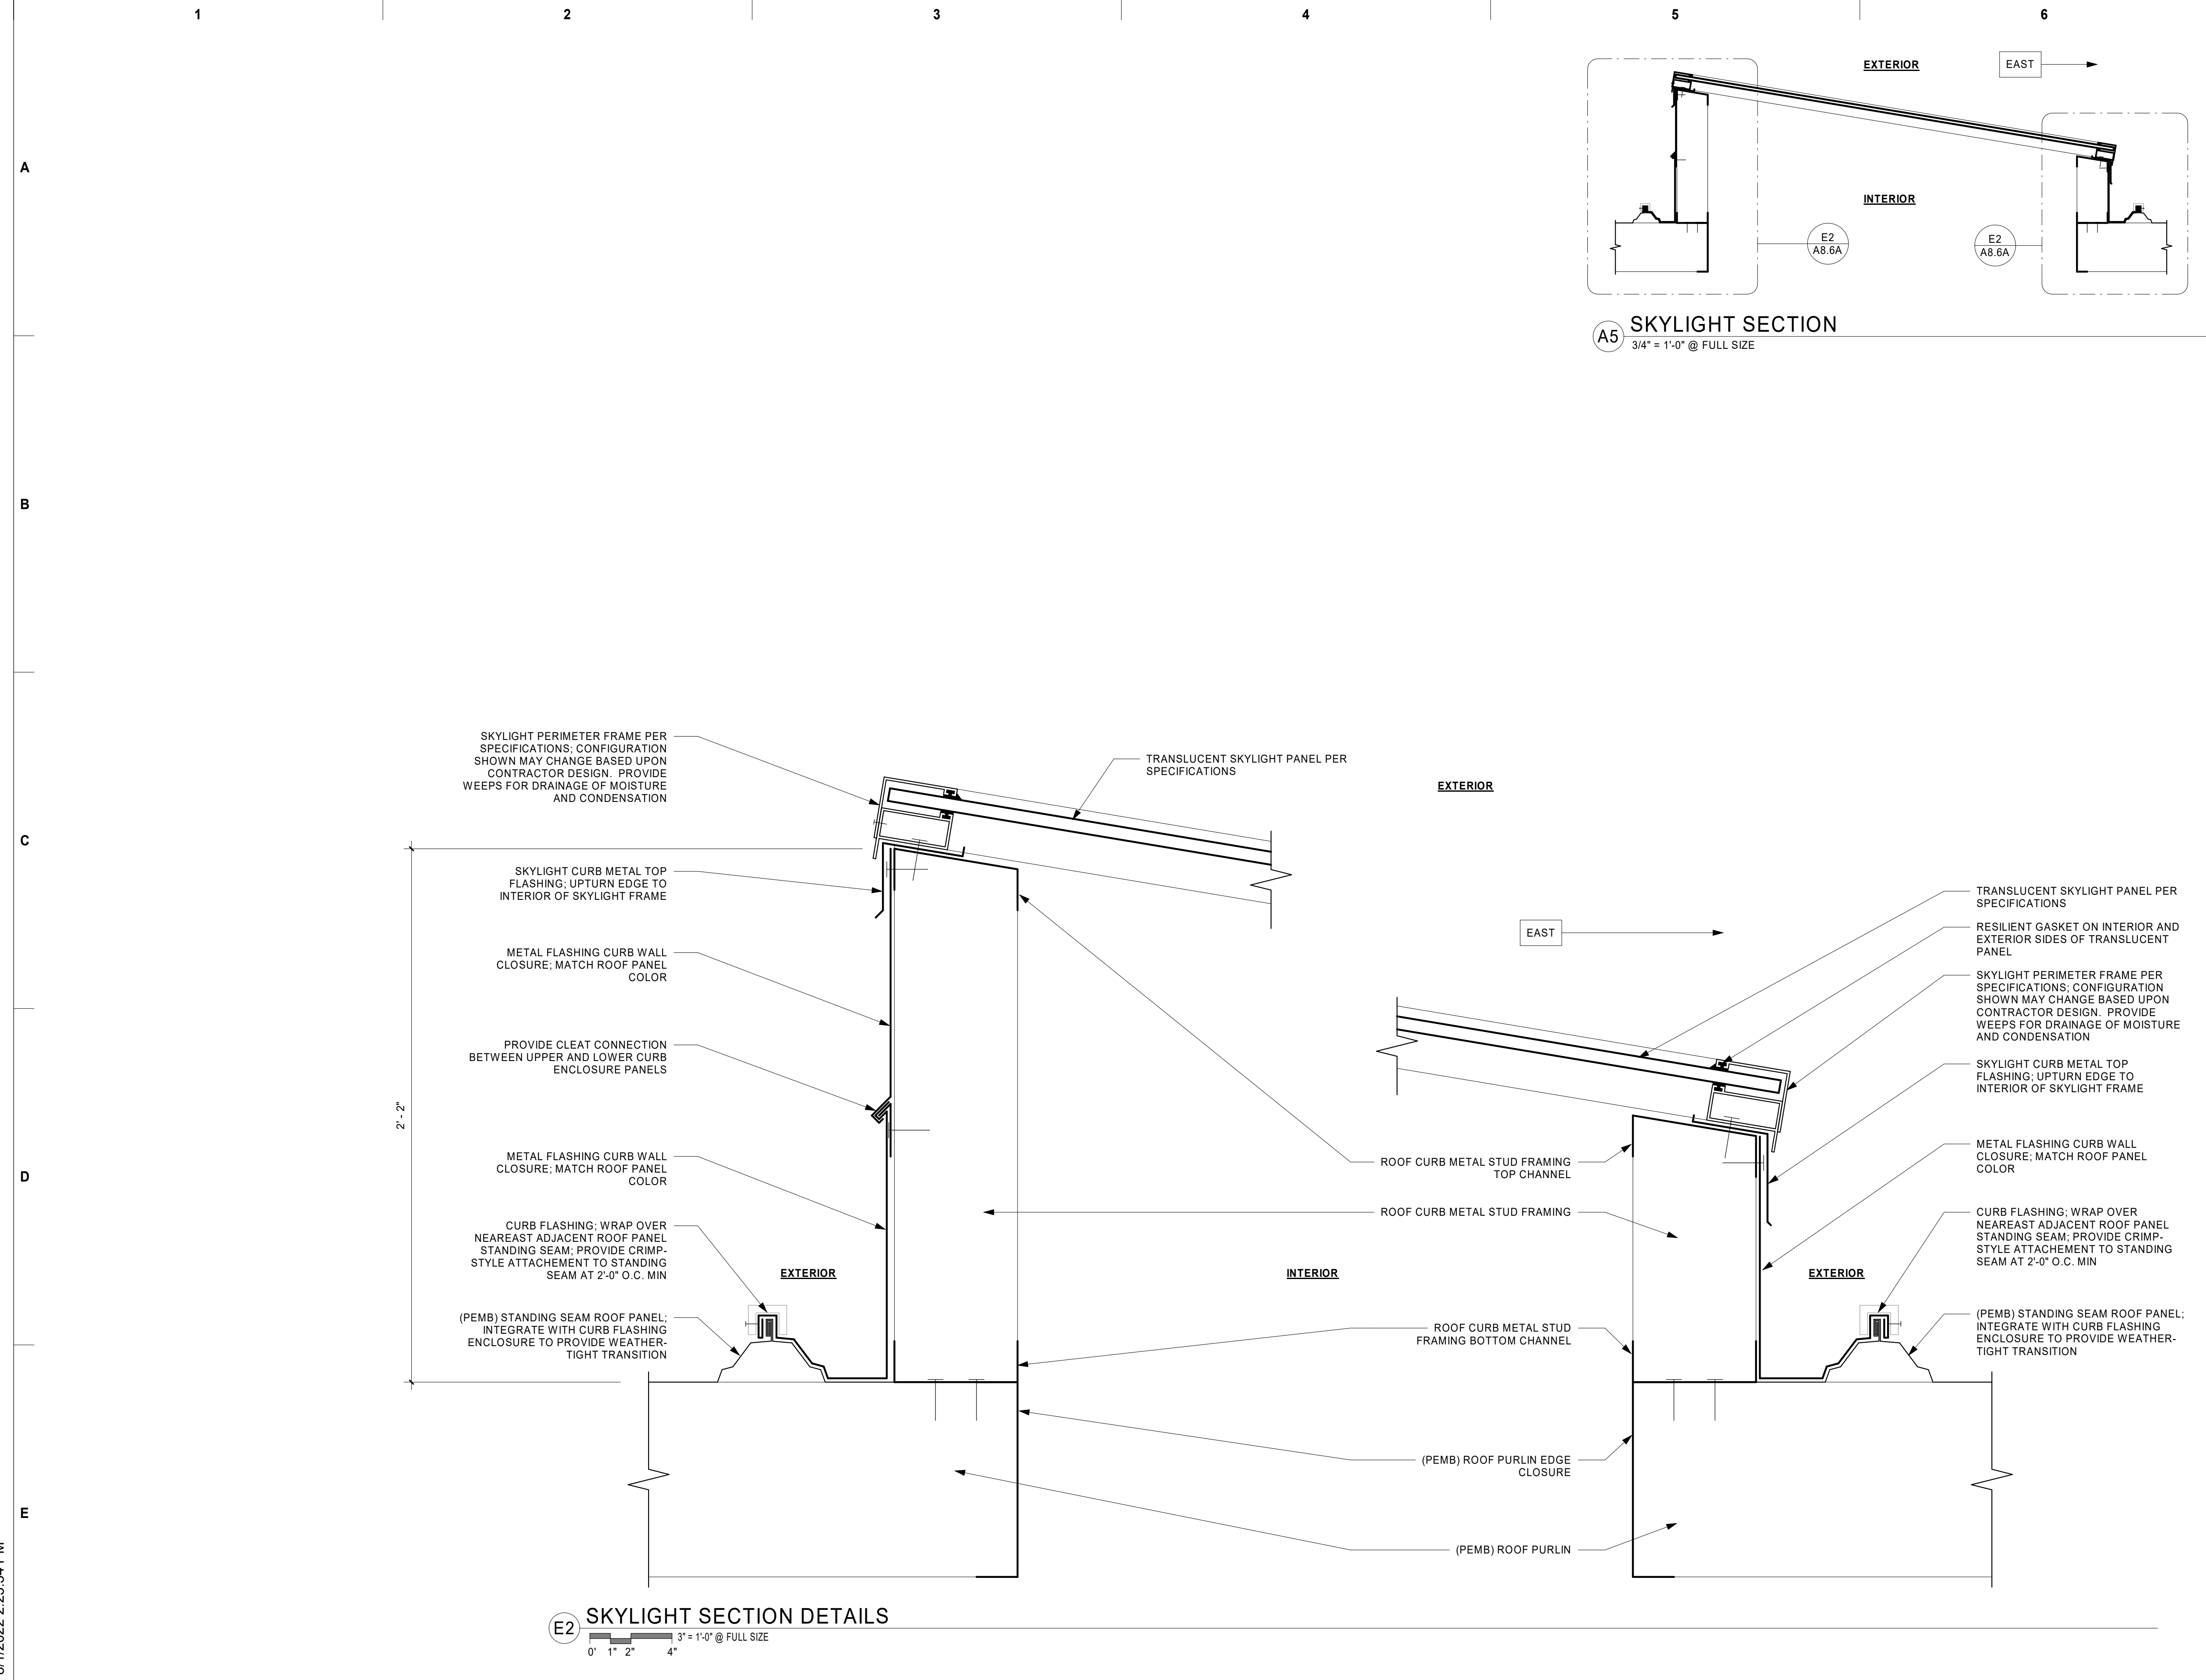 1
2
3
4
5
6
A
B
C
D
E
EXTERIOR
EAST
INTERIOR
E2
A8.6A
E2
A8.6A
A5
SKYLIGHT SECTION
3/4" = 1'-0" @ FULL SIZE
SKYLIGHT PERIMETER FRAME PER
SPECIFICATIONS; CONFIGURATION
SHOWN MAY CHANGE BASED UPON
CONTRACTOR DESIGN. PROVIDE
WEEPS FOR DRAINAGE OF MOISTURE
AND CONDENSATION
SKYLIGHT CURB METAL TOP
FLASHING; UPTURN EDGE TO
INTERIOR OF SKYLIGHT FRAME
METAL FLASHING CURB WALL
CLOSURE; MATCH ROOF PANEL
COLOR
PROVIDE CLEAT CONNECTION
BETWEEN UPPER AND LOWER CURB
ENCLOSURE PANELS
2' - 2"
METAL FLASHING CURB WALL
CLOSURE; MATCH ROOF PANEL
COLOR
CURB FLASHING; WRAP OVER
NEAREAST ADJACENT ROOF PANEL
STANDING SEAM; PROVIDE CRIMP-
STYLE ATTACHEMENT TO STANDING
SEAM AT 2'-0" O.C. MIN
(PEMB) STANDING SEAM ROOF PANEL;
INTEGRATE WITH CURB FLASHING
ENCLOSURE TO PROVIDE WEATHER-
TIGHT TRANSITION
EXTERIOR
TRANSLUCENT SKYLIGHT PANEL PER
SPECIFICATIONS
EXTERIOR
EAST
ROOF CURB METAL STUD FRAMING
TOP CHANNEL
ROOF CURB METAL STUD FRAMING
INTERIOR
ROOF CURB METAL STUD
FRAMING BOTTOM CHANNEL
(PEMB) ROOF PURLIN EDGE
CLOSURE
(PEMB) ROOF PURLIN
TRANSLUCENT SKYLIGHT PANEL PER
SPECIFICATIONS
RESILIENT GASKET ON INTERIOR AND
EXTERIOR SIDES OF TRANSLUCENT
PANEL
SKYLIGHT PERIMETER FRAME PER
SPECIFICATIONS; CONFIGURATION
SHOWN MAY CHANGE BASED UPON
CONTRACTOR DESIGN. PROVIDE
WEEPS FOR DRAINAGE OF MOISTURE
AND CONDENSATION
SKYLIGHT CURB METAL TOP
FLASHING; UPTURN EDGE TO
INTERIOR OF SKYLIGHT FRAME
METAL FLASHING CURB WALL
CLOSURE; MATCH ROOF PANEL
COLOR
CURB FLASHING; WRAP OVER
NEAREAST ADJACENT ROOF PANEL
STANDING SEAM; PROVIDE CRIMP-
STYLE ATTACHEMENT TO STANDING
SEAM AT 2'-0" O.C. MIN
EXTERIOR
(PEMB) STANDING SEAM ROOF PANEL;
INTEGRATE WITH CURB FLASHING
ENCLOSURE TO PROVIDE WEATHER-
TIGHT TRANSITION
E2
SKYLIGHT SECTION DETAILS
3" = 1'-0" @ FULL SIZE
0' 1" 2" 4"